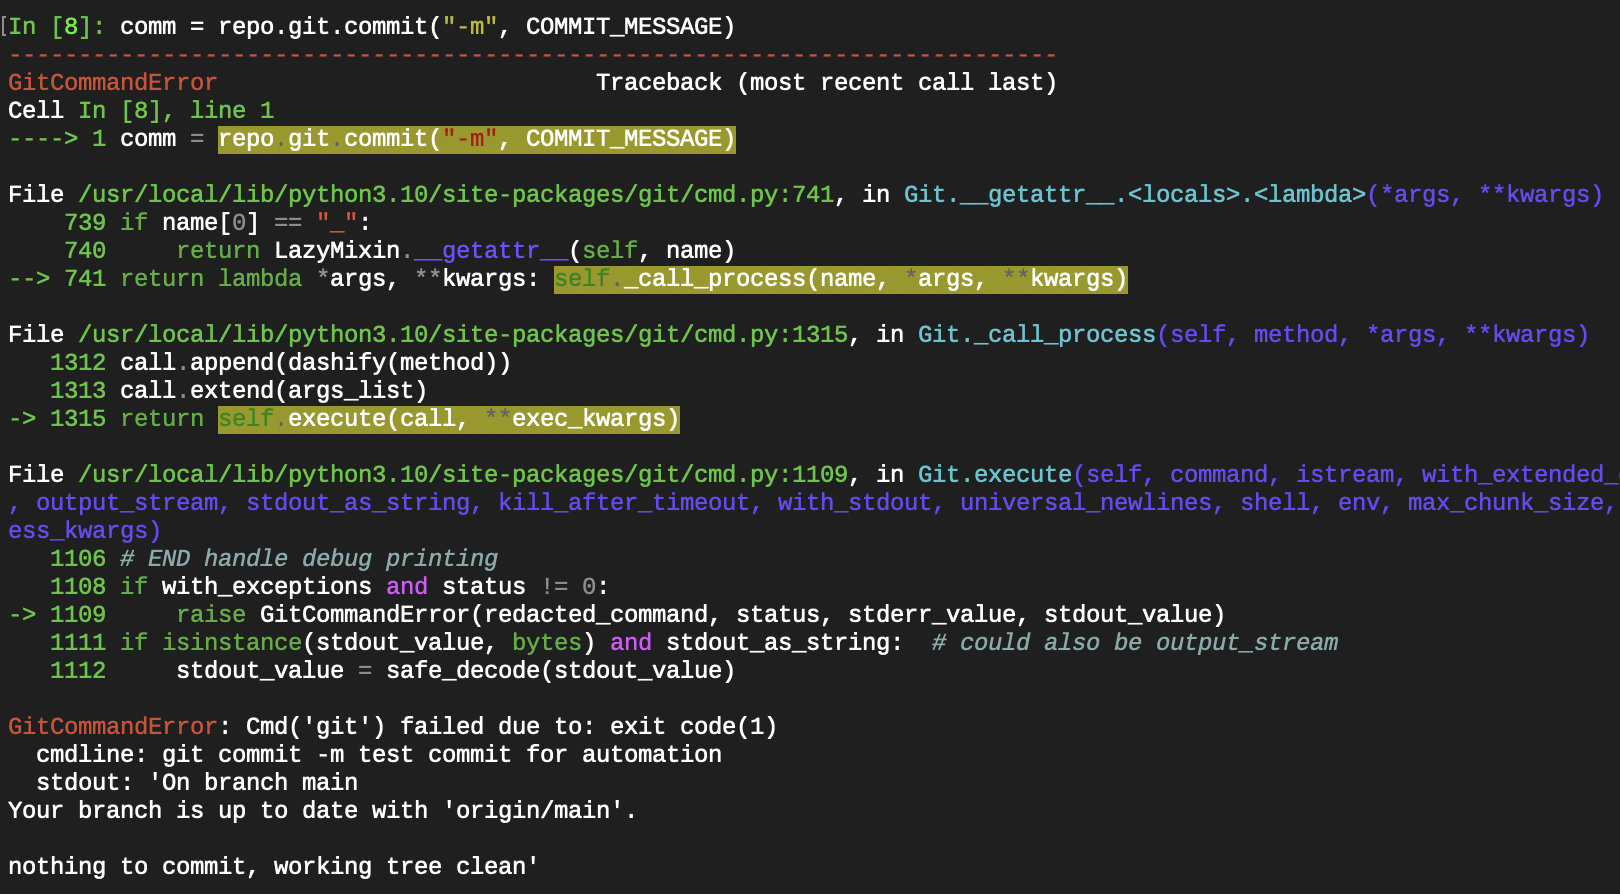 [In [8]: comm = repo.git.commit("-m", COMMIT_MESSAGE)
---------------------------------------------------------------------------
GitCommandError                           Traceback (most recent call last)
Cell In [8], line 1
----> 1 comm = repo.git.commit("-m", COMMIT_MESSAGE)
File /usr/local/lib/python3.10/site-packages/git/cmd.py:741, in Git.__getattr__.<locals>.<lambda>(*args, **kwargs)
    739 if name[0] == "_":
    740     return LazyMixin.__getattr__(self, name)
--> 741 return lambda *args, **kwargs: self._call_process(name, *args, **kwargs)
File /usr/local/lib/python3.10/site-packages/git/cmd.py:1315, in Git._call_process(self, method, *args, **kwargs)
   1312 call.append(dashify(method))
   1313 call.extend(args_list)
-> 1315 return self.execute(call, **exec_kwargs)
File /usr/local/lib/python3.10/site-packages/git/cmd.py:1109, in Git.execute(self, command, istream, with_extended_
, output_stream, stdout_as_string, kill_after_timeout, with_stdout, universal_newlines, shell, env, max_chunk_size,
ess_kwargs)
   1106 # END handle debug printing
   1108 if with_exceptions and status != 0:
-> 1109     raise GitCommandError(redacted_command, status, stderr_value, stdout_value)
   1111 if isinstance(stdout_value, bytes) and stdout_as_string:  # could also be output_stream
   1112     stdout_value = safe_decode(stdout_value)
GitCommandError: Cmd('git') failed due to: exit code(1)
  cmdline: git commit -m test commit for automation
  stdout: 'On branch main
Your branch is up to date with 'origin/main'.
nothing to commit, working tree clean'